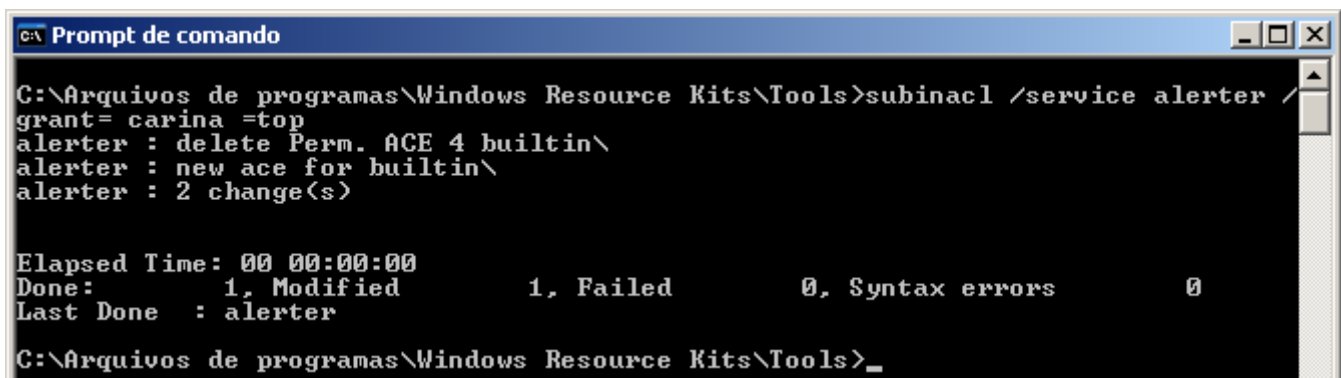 Prompt de comando
C:\Arquivos de programas\Windows Resource Kits\Tools>subinacl /service alerter /
grant= carina =top
alerter : delete Perm. ACE 4 builtin\
alerter : new ace for builtin\
alerter : 2 change(s)
Elapsed Time: 00 00:00:00
Done:        1, Modified        1, Failed        0, Syntax errors        0
Last Done  : alerter
C:\Arquivos de programas\Windows Resource Kits\Tools>_